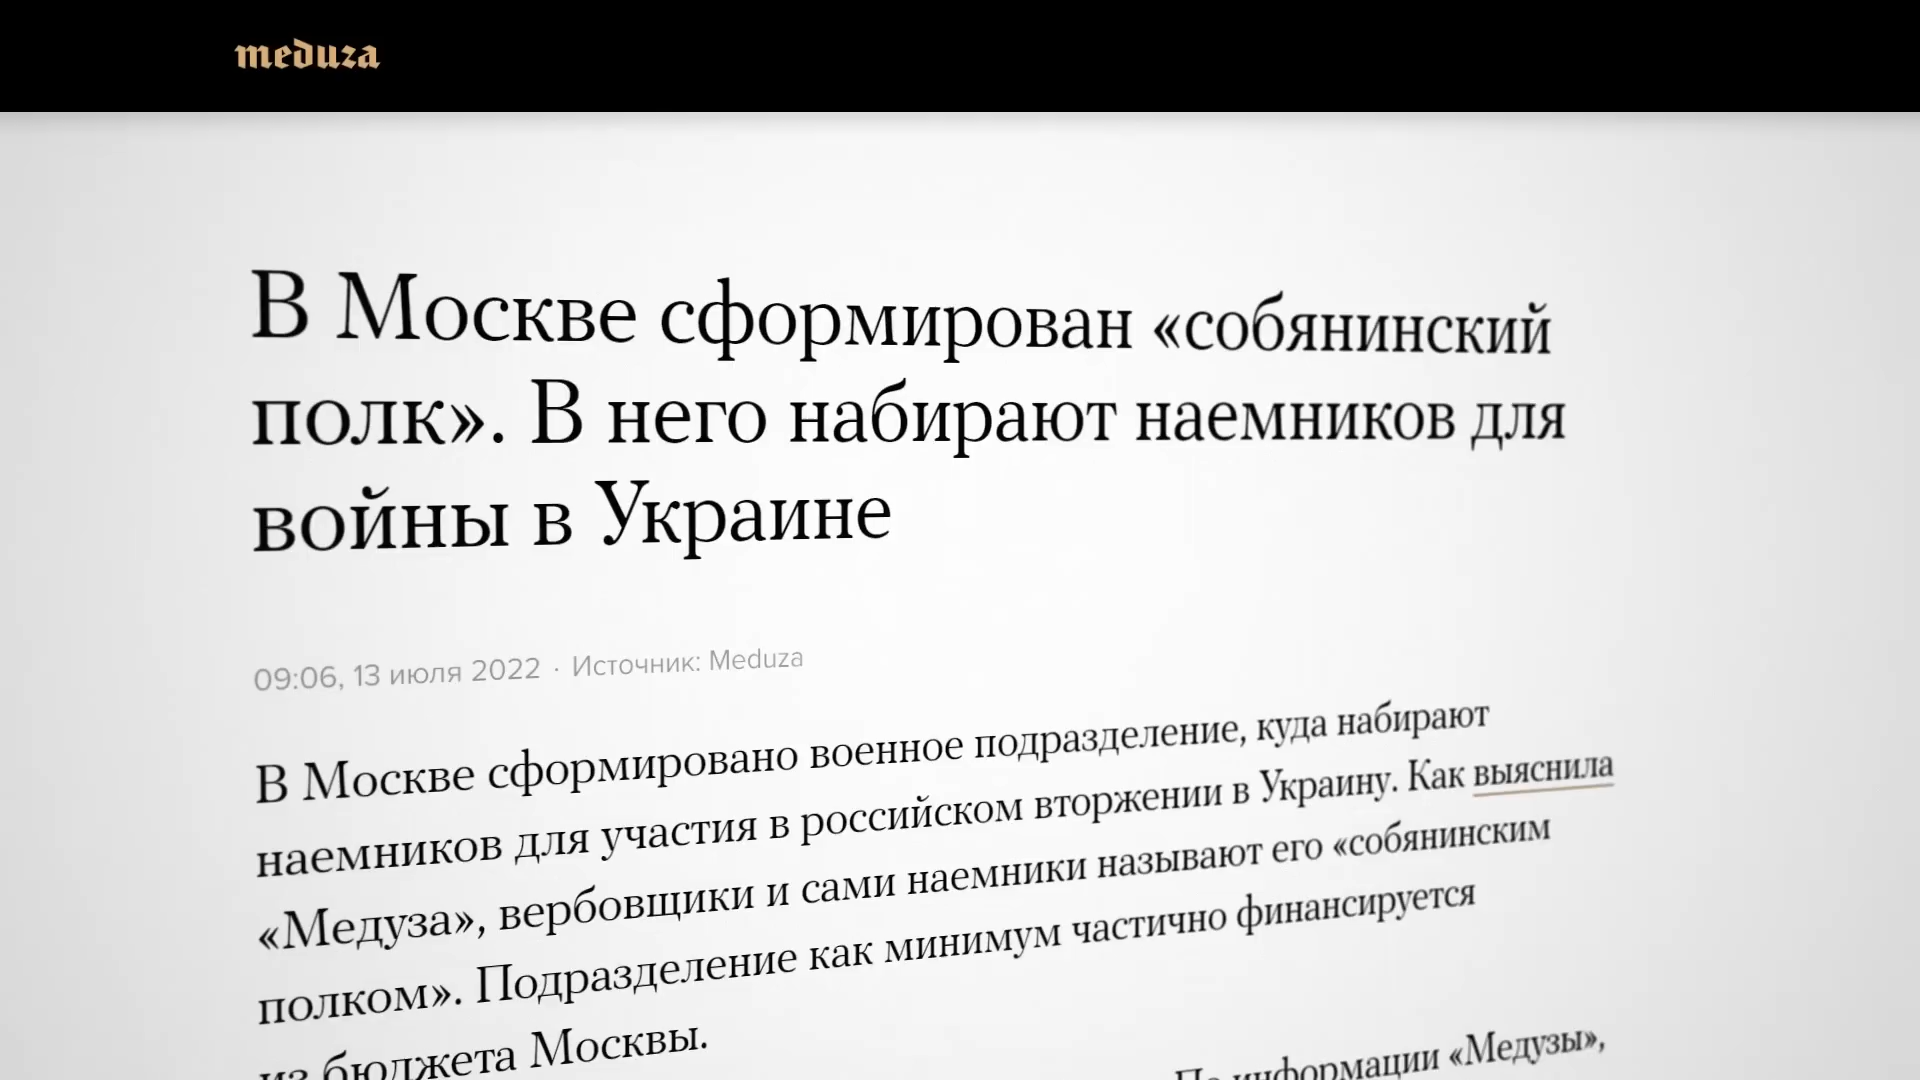 meduza
В Москве сформирован «собянинский
полк». В него набирают наемников для
войны в Украине
09:06, 13 июля 2022 · Источник: Meduza
В Москве сформировано военное подразделение, куда набирают
наемников для участия в российском вторжении в Украину. Как выяснила
«Медуза», вербовщики и сами наемники называют его «собянинским
полком». Подразделение как минимум частично финансируется
из бюджета Москвы.
По информации «Медузы»,